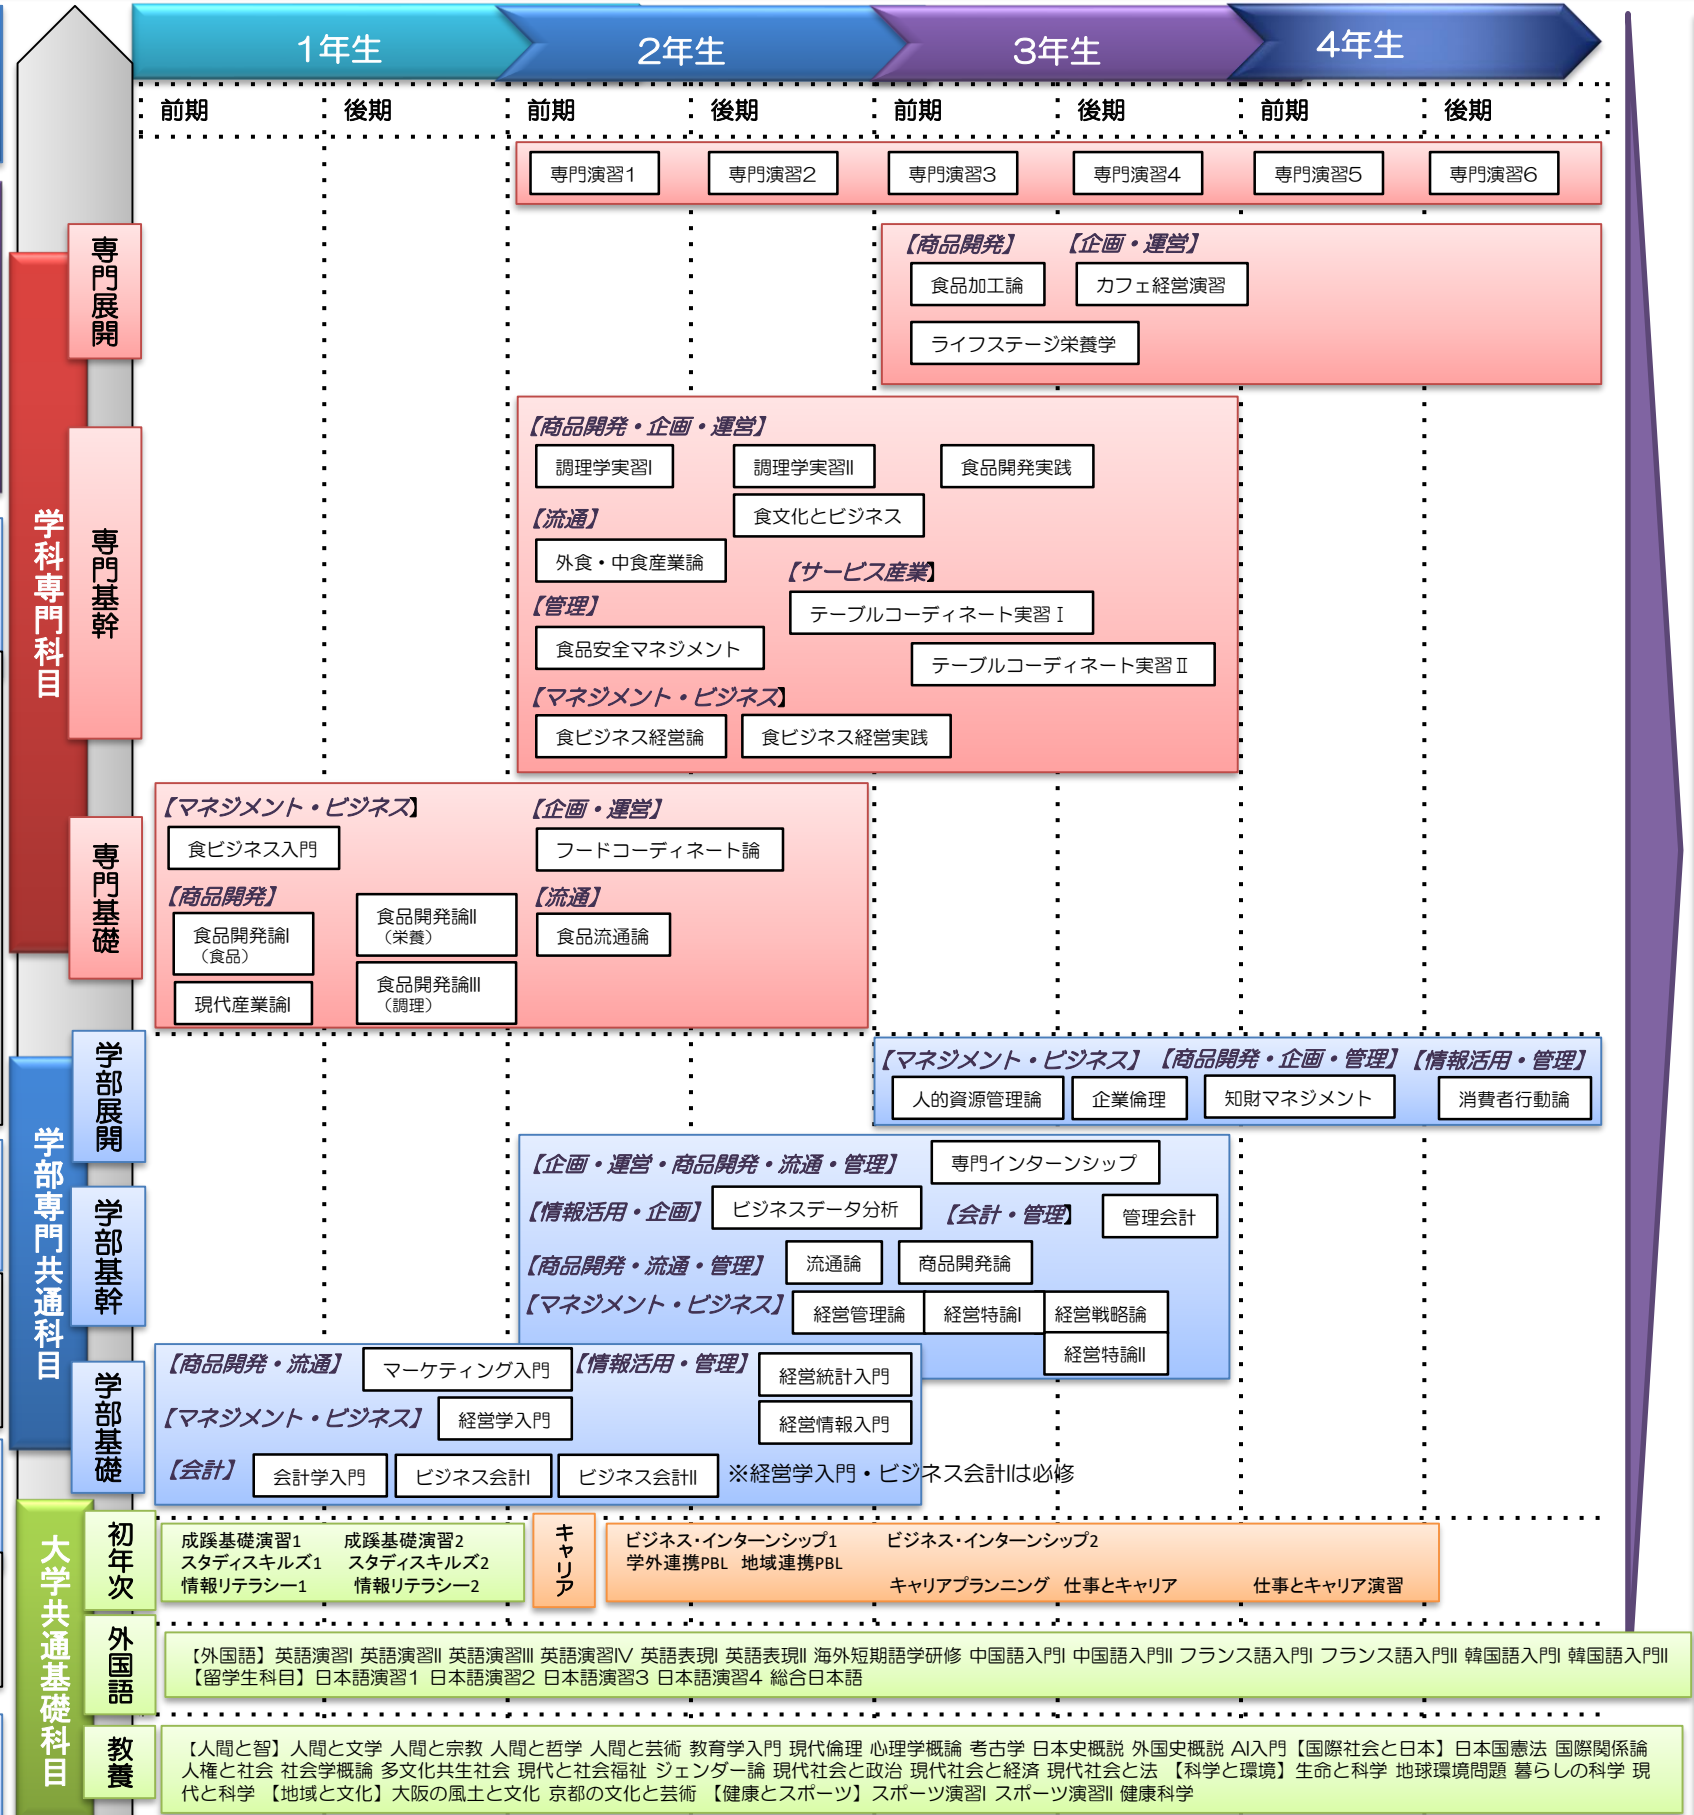 1年生
2年生
3年生
4年生
前期
後期
前期
後期
前期
後期
前期
後期
専門演習1
専門演習2
専門演習3
専門演習4
専門演習5
専門演習6
学科専門科目
専門展開
【商品開発】
【企画・運営】
食品加工論
カフェ経営演習
ライフステージ栄養学
専門基幹
【商品開発・企画・運営】
調理学実習Ⅰ
調理学実習Ⅱ
食品開発実践
食文化とビジネス
【流通】
外食・中食産業論
【サービス産業】
テーブルコーディネート実習Ⅰ
【管理】
食品安全マネジメント
テーブルコーディネート実習Ⅱ
【マネジメント・ビジネス】
食ビジネス経営論
食ビジネス経営実践
専門基礎
【マネジメント・ビジネス】
【企画・運営】
食ビジネス入門
フードコーディネート論
【商品開発】
【流通】
食品開発論Ⅰ
（食品）
食品開発論Ⅱ
（栄養）
食品流通論
現代産業論Ⅰ
食品開発論Ⅲ
（調理）
学部専門共通科目
学部展開
【マネジメント・ビジネス】
【商品開発・企画・管理】
【情報活用・管理】
人的資源管理論
企業倫理
知財マネジメント
消費者行動論
学部基幹
【企画・運営・商品開発・流通・管理】
専門インターンシップ
【情報活用・企画】
ビジネスデータ分析
【会計・管理】
管理会計
【商品開発・流通・管理】
流通論
商品開発論
【マネジメント・ビジネス】
経営管理論
経営特論Ⅰ
経営戦略論
経営特論Ⅱ
学部基礎
【商品開発・流通】
マーケティング入門
【情報活用・管理】
経営統計入門
【マネジメント・ビジネス】
経営学入門
経営情報入門
【会計】
会計学入門
ビジネス会計Ⅰ
ビジネス会計Ⅱ
※経営学入門・ビジネス会計Ⅰは必修
大学共通基礎科目
初年次
成蹊基礎演習1 成蹊基礎演習2
スタディスキルズ1 スタディスキルズ2
情報リテラシー1 情報リテラシー2
キャリア
ビジネス・インターンシップ1 ビジネス・インターンシップ2
学外連携PBL 地域連携PBL
キャリアプランニング 仕事とキャリア 仕事とキャリア演習
外国語
【外国語】英語演習Ⅰ 英語演習Ⅱ 英語演習Ⅲ 英語演習Ⅳ 英語表現Ⅰ 英語表現Ⅱ 海外短期語学研修 中国語入門Ⅰ 中国語入門Ⅱ フランス語入門Ⅰ フランス語入門Ⅱ 韓国語入門Ⅰ 韓国語入門Ⅱ
【留学生科目】日本語演習1 日本語演習2 日本語演習3 日本語演習4 総合日本語
教養
【人間と智】人間と文学 人間と宗教 人間と哲学 人間と芸術 教育学入門 現代倫理 心理学概論 考古学 日本史概説 外国史概説 AI入門【国際社会と日本】日本国憲法 国際関係論
人権と社会 社会学概論 多文化共生社会 現代と社会福祉 ジェンダー論 現代社会と政治 現代社会と経済 現代社会と法 【科学と環境】生命と科学 地球環境問題 暮らしの科学 現
代と科学 【地域と文化】大阪の風土と文化 京都の文化と芸術 【健康とスポーツ】スポーツ演習Ⅰ スポーツ演習Ⅱ 健康科学